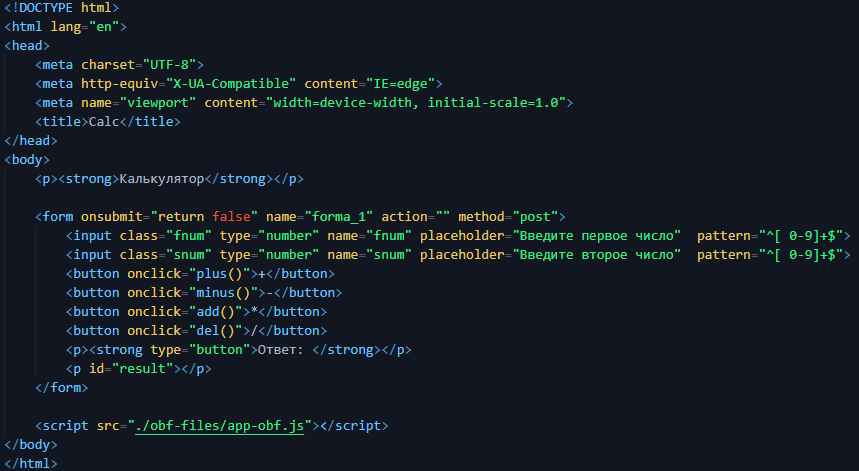 <!DOCTYPE html>
<html lang="en">
<head>
    <meta charset="UTF-8">
    <meta http-equiv="X-UA-Compatible" content="IE=edge">
    <meta name="viewport" content="width=device-width, initial-scale=1.0">
    <title>Calc</title>
</head>
<body>
    <p><strong>Калькулятор</strong></p>

    <form onsubmit="return false" name="forma_1" action="" method="post">
        <input class="fnum" type="number" name="fnum" placeholder="Введите первое число"  pattern="^[ 0-9]+$">
        <input class="snum" type="number" name="snum" placeholder="Введите второе число"  pattern="^[ 0-9]+$">
        <button onclick="plus()">+</button>
        <button onclick="minus()">-</button>
        <button onclick="add()">*</button>
        <button onclick="del()">/</button>
        <p><strong type="button">Ответ: </strong></p>
        <p id="result"></p>
    </form>

    <script src="./obf-files/app-obf.js"></script>
</body>
</html>